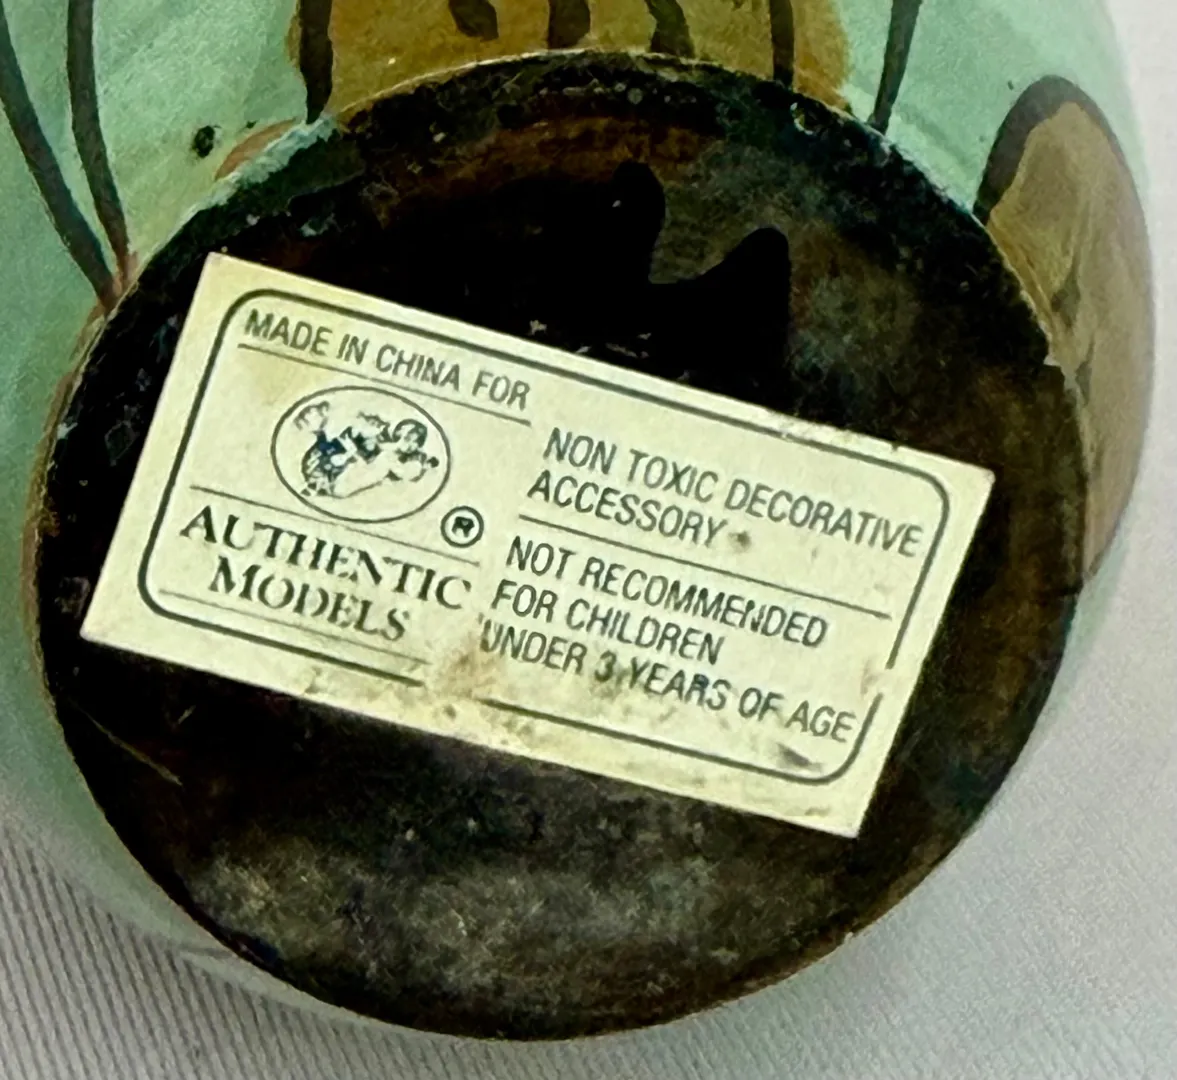 MADE IN CHINA FOR
®
AUTHENTIC
MODELS
NON TOXIC DECORATIVE
ACCESSORY
NOT RECOMMENDED
FOR CHILDREN
UNDER 3 YEARS OF AGE